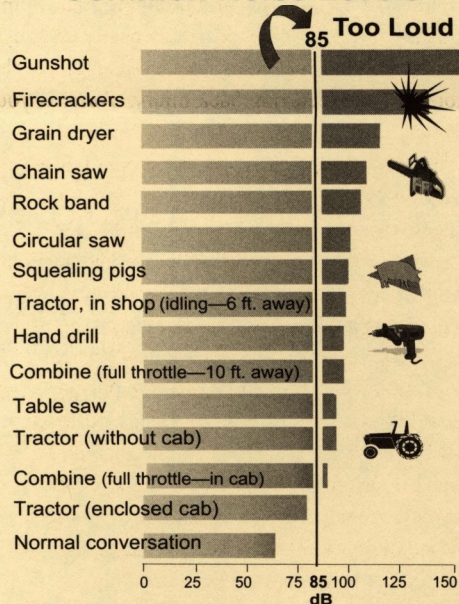 85 Too Loud
Gunshot
Firecrackers
Grain dryer
Chain saw
Rock band
Circular saw
Squealing pigs
Tractor, in shop (idling—6 ft. away)
Hand drill
Combine (full throttle—10 ft. away)
Table saw
Tractor (without cab)
Combine (full throttle—in cab)
Tractor (enclosed cab)
Normal conversation
0 25 50 75 85 100 125 150
dB